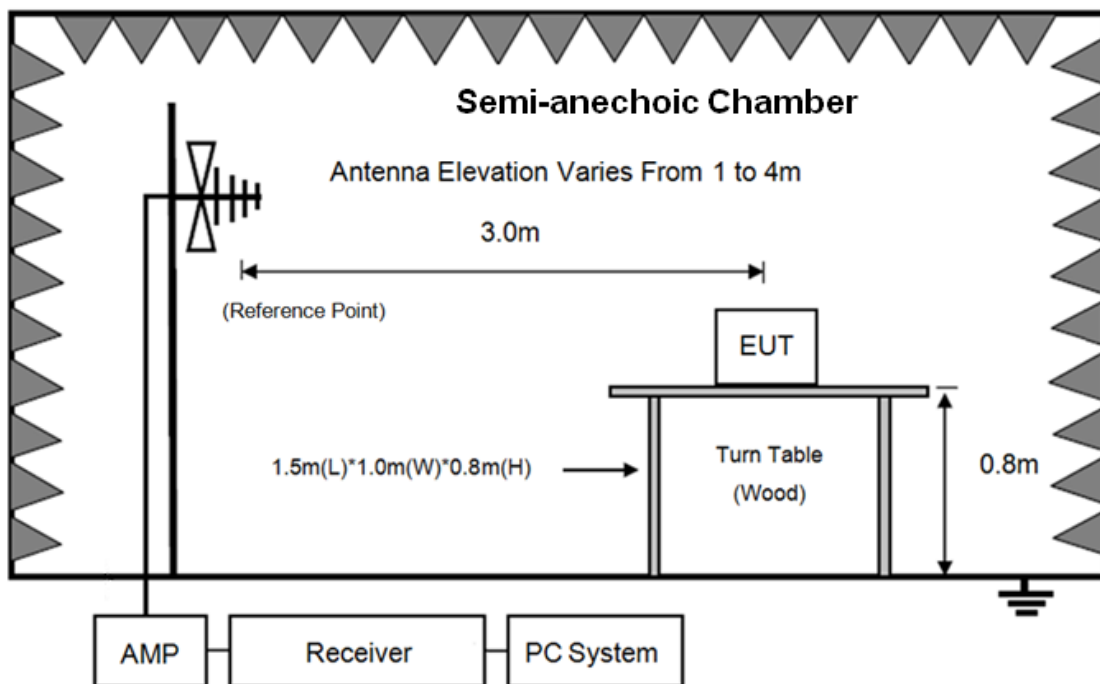 Semi-anechoic Chamber
Antenna Elevation Varies From 1 to 4m
3.0m
(Reference Point)
EUT
1.5m(L)*1.0m(W)*0.8m(H)
Turn Table
(Wood)
0.8m
AMP
Receiver
PC System